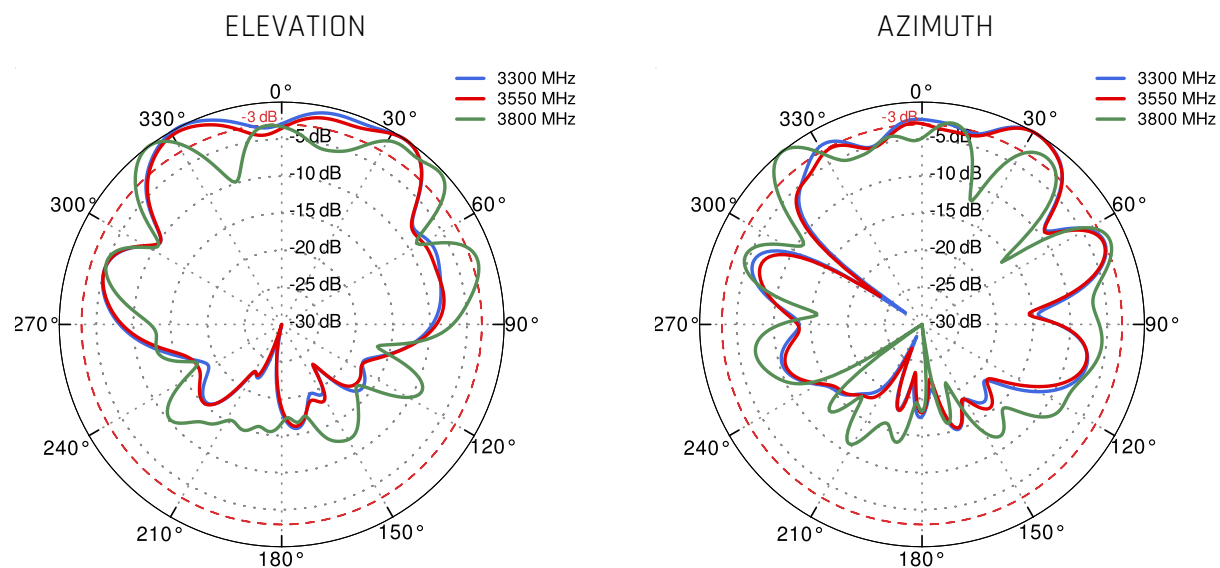 ELEVATION
3300 MHz
3550 MHz
3800 MHz
0°
330°
-3 dB
30°
-5 dB
-10 dB
300°
-15 dB
60°
-20 dB
-25 dB
270°
-30 dB
90°
240°
120°
210°
150°
180°
AZIMUTH
3300 MHz
3550 MHz
3800 MHz
0°
330°
-3 dB
30°
-5 dB
-10 dB
300°
-15 dB
60°
-20 dB
-25 dB
270°
-30 dB
90°
240°
120°
210°
150°
180°